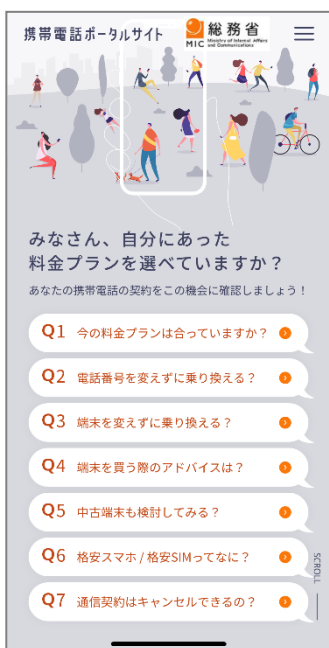 携帯電話ポータルサイト
総務省
MIC Ministry of Internal Affairs and Communications
みなさん、自分にあった
料金プランを選べていますか？
あなたの携帯電話の契約をこの機会に確認しましょう！
Q1 今の料金プランは合っていますか？
Q2 電話番号を変えずに乗り換える？
Q3 端末を変えずに乗り換える？
Q4 端末を買う際のアドバイスは？
Q5 中古端末も検討してみる？
Q6 格安スマホ / 格安SIMってなに？
Q7 通信契約はキャンセルできるの？
SCROLL